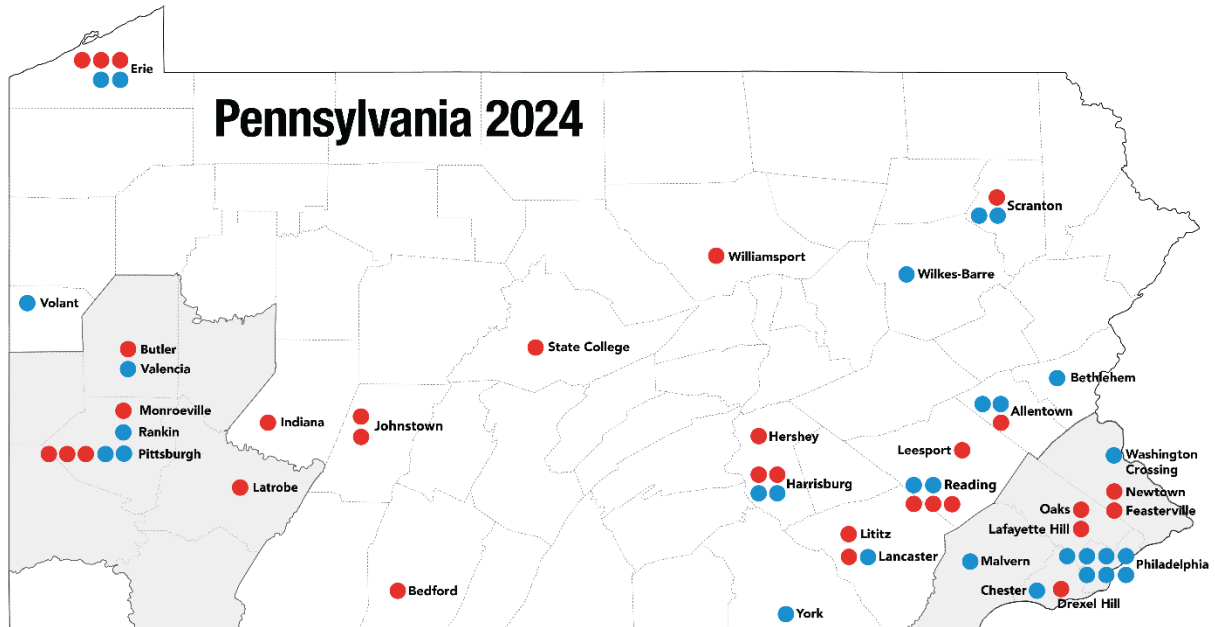 Erie
Pennsylvania 2024
Scranton
Williamsport
Wilkes-Barre
Volant
Butler
State College
Valencia
Bethlehem
Monroeville
Allentown
Indiana
Johnstown
Rankin
Hershey
Pittsburgh
Leesport
Washington
Crossing
Latrobe
Harrisburg
Reading
Newtown
Oaks
Feasterville
Lafayette Hill
Lititz
Lancaster
Malvern
Philadelphia
Bedford
Chester
Drexel Hill
York